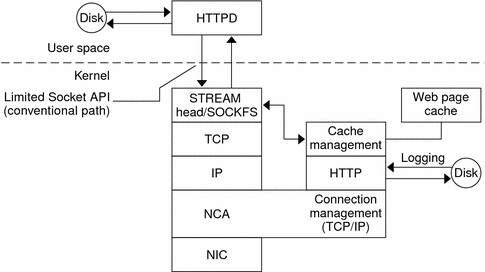 Disk
HTTPD
User space
Kernel
Limited Socket API
(conventional path)
STREAM
head/SOCKFS
Web page
cache
TCP
Cache
management
Logging
IP
HTTP
Disk
NCA
Connection
management
(TCP/IP)
NIC